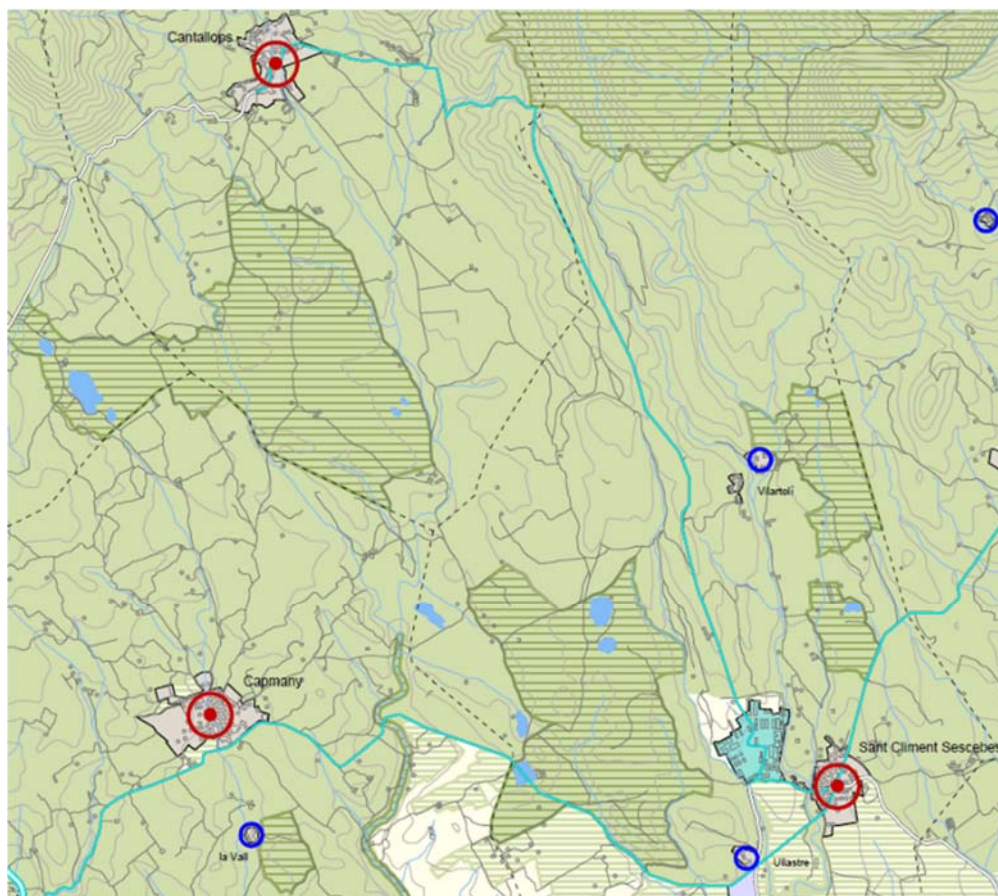 Cantallops
Vilartolí
Capmany
Sant Climent Sescebes
la Vall
Ullastre